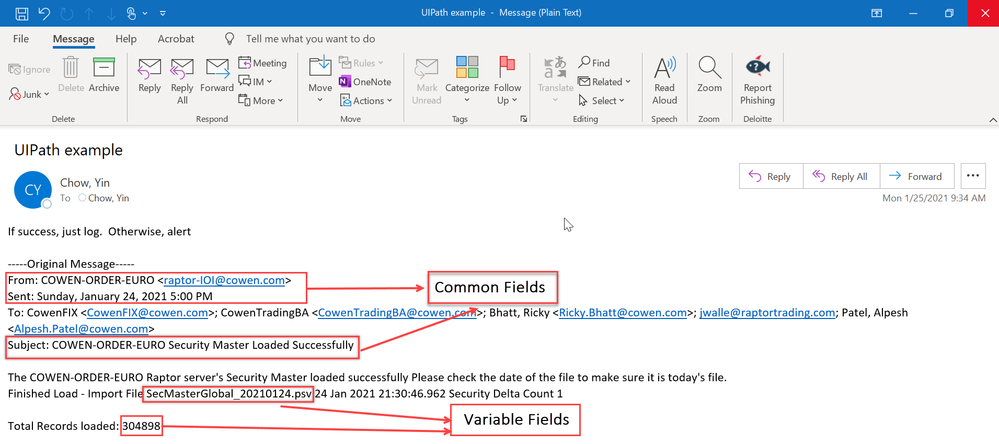 UIPath example  -  Message (Plain Text)
File Message Help Acrobat Tell me what you want to do
Ignore
Junk
Delete
Archive
Delete
Reply
Reply All
Forward
Meeting
IM
More
Respond
Move
Rules
OneNote
Actions
Move
Mark Unread
Categorize
Follow Up
Tags
Translate
Find
Related
Select
Editing
Read Aloud
Speech
Zoom
Zoom
Report Phishing
Deloitte
UIPath example
CY
Chow, Yin
To Chow, Yin
Reply Reply All Forward
Mon 1/25/2021 9:34 AM
If success, just log.  Otherwise, alert
-----Original Message-----
From: COWEN-ORDER-EURO <raptor-IOI@cowen.com>
Sent: Sunday, January 24, 2021 5:00 PM
Common Fields
To: CowenFIX <CowenFIX@cowen.com>; CowenTradingBA <CowenTradingBA@cowen.com>; Bhatt, Ricky <Ricky.Bhatt@cowen.com>; jwalle@raptortrading.com; Patel, Alpesh
<Alpesh.Patel@cowen.com>
Subject: COWEN-ORDER-EURO Security Master Loaded Successfully
The COWEN-ORDER-EURO Raptor server's Security Master loaded successfully Please check the date of the file to make sure it is today's file.
Finished Load - Import File SecMasterGlobal_20210124.psv 24 Jan 2021 21:30:46.962 Security Delta Count 1
Variable Fields
Total Records loaded: 304898